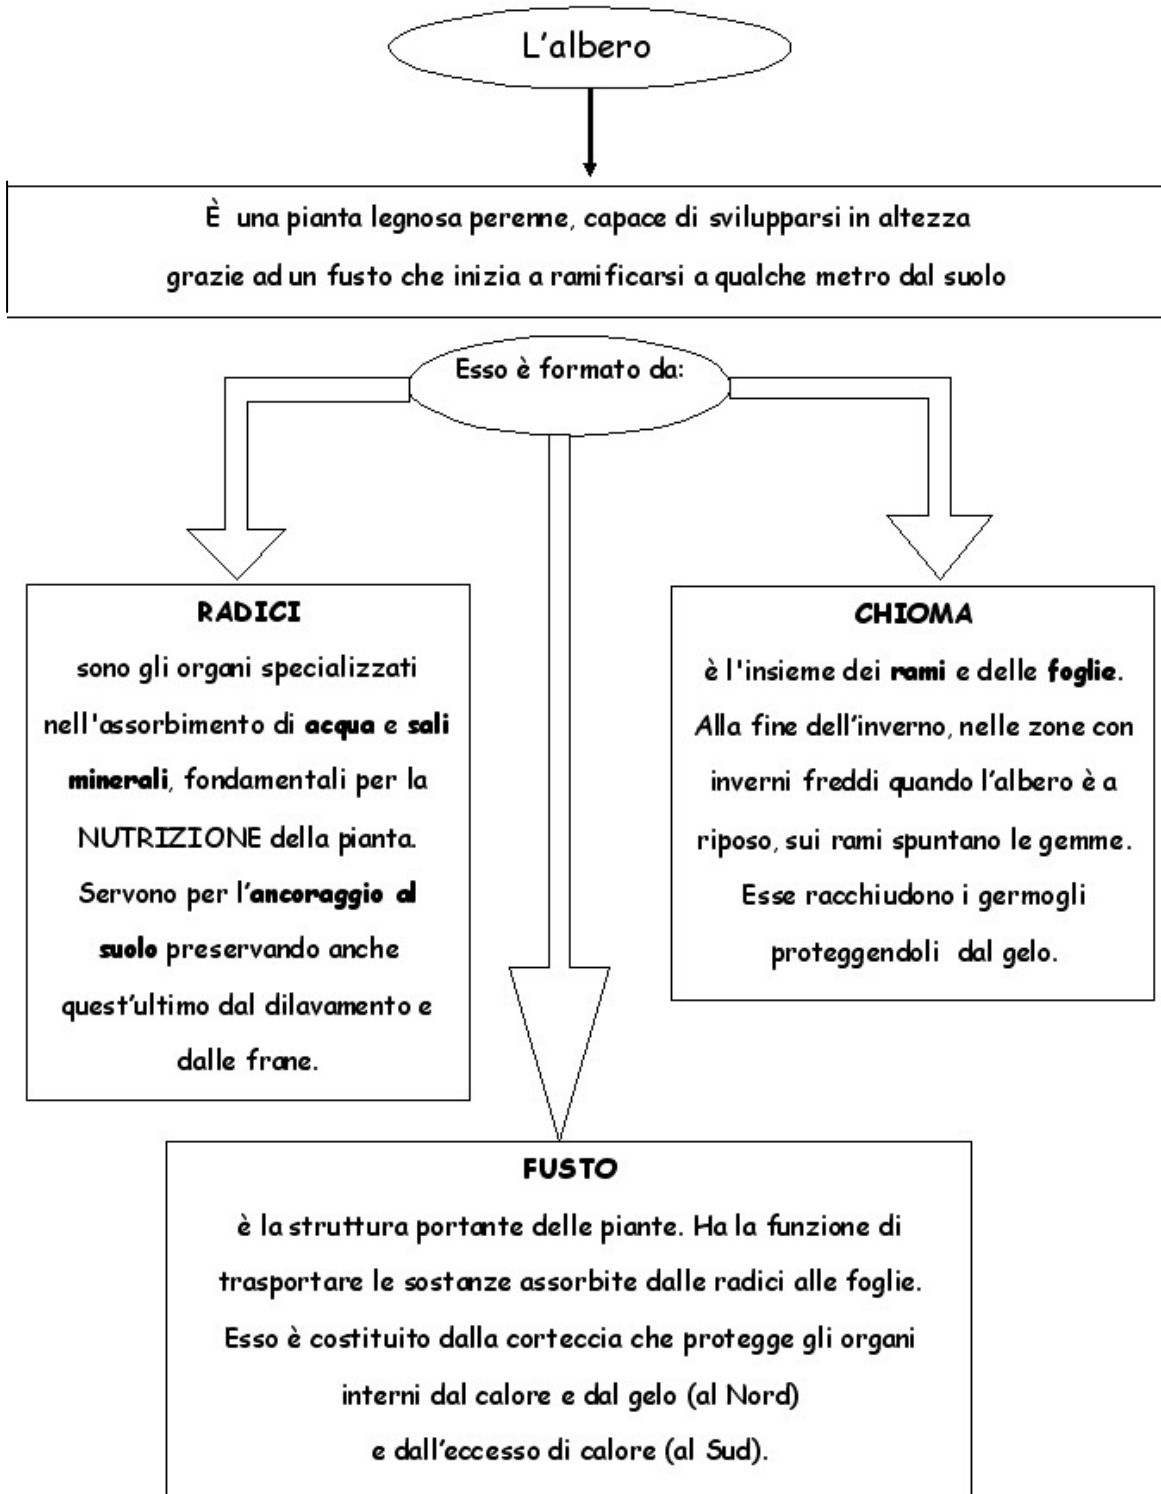 L'albero
È una pianta legnosa perenne, capace di svilupparsi in altezza
grazie ad un fusto che inizia a ramificarsi a qualche metro dal suolo
Esso è formato da:
RADICI
sono gli organi specializzati
nell'assorbimento di acqua e sali
minerali, fondamentali per la
NUTRIZIONE della pianta.
Servono per l'ancoraggio al
suolo preservando anche
quest'ultimo dal dilavamento e
dalle frane.
CHIOMA
è l'insieme dei rami e delle foglie.
Alla fine dell'inverno, nelle zone con
inverni freddi quando l'albero è a
riposo, sui rami spuntano le gemme.
Esse racchiudono i germogli
proteggendoli dal gelo.
FUSTO
è la struttura portante delle piante. Ha la funzione di
trasportare le sostanze assorbite dalle radici alle foglie.
Esso è costituito dalla corteccia che protegge gli organi
interni dal calore e dal gelo (al Nord)
e dall'eccesso di calore (al Sud).